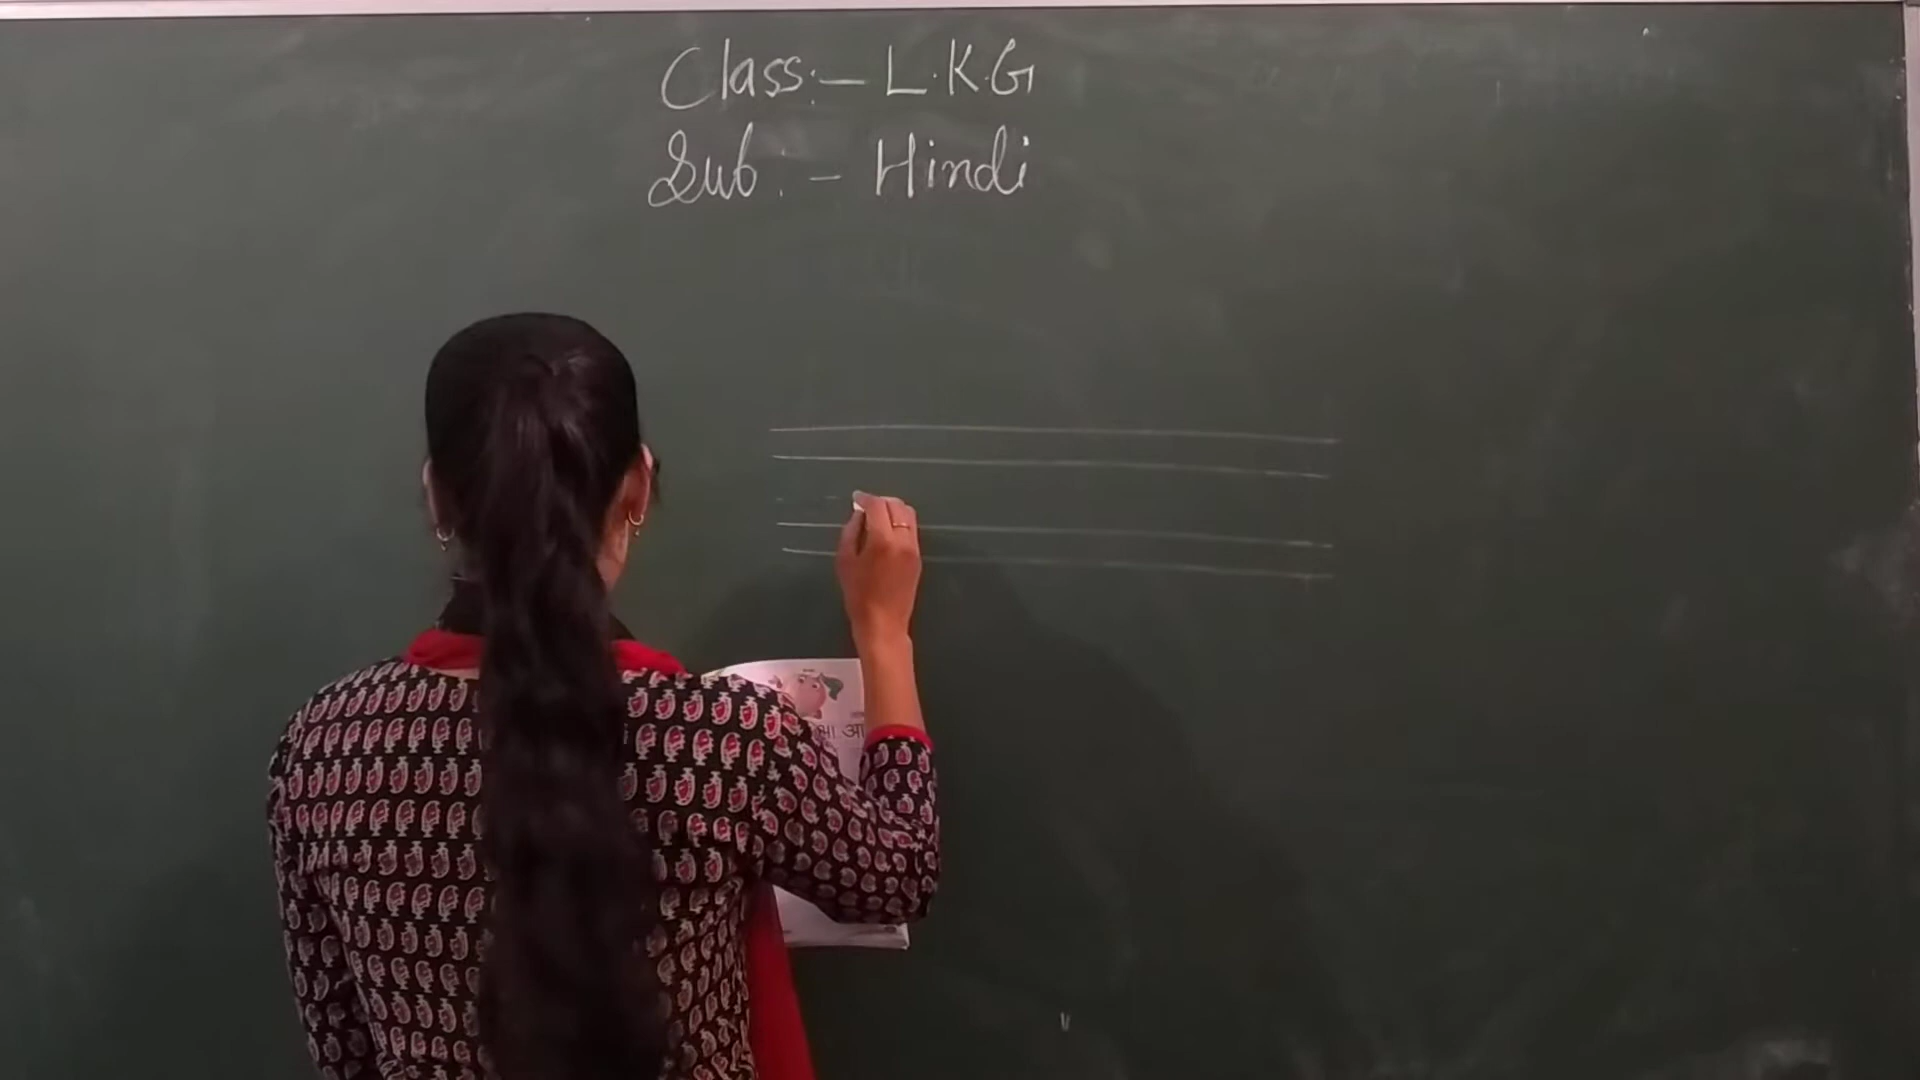 Class:- L.K.G
Sub:- Hindi
आ